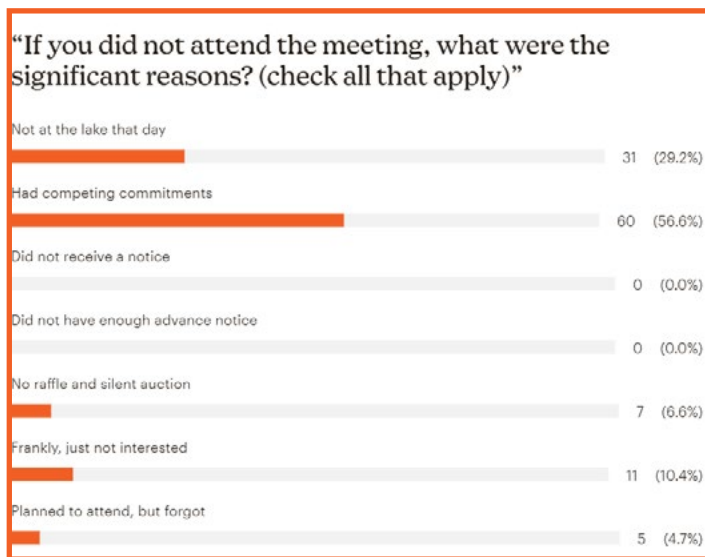 “If you did not attend the meeting, what were the
significant reasons? (check all that apply)”
Not at the lake that day
31 (29.2%)
Had competing commitments
60 (56.6%)
Did not receive a notice
0 (0.0%)
Did not have enough advance notice
0 (0.0%)
No raffle and silent auction
7 (6.6%)
Frankly, just not interested
11 (10.4%)
Planned to attend, but forgot
5 (4.7%)